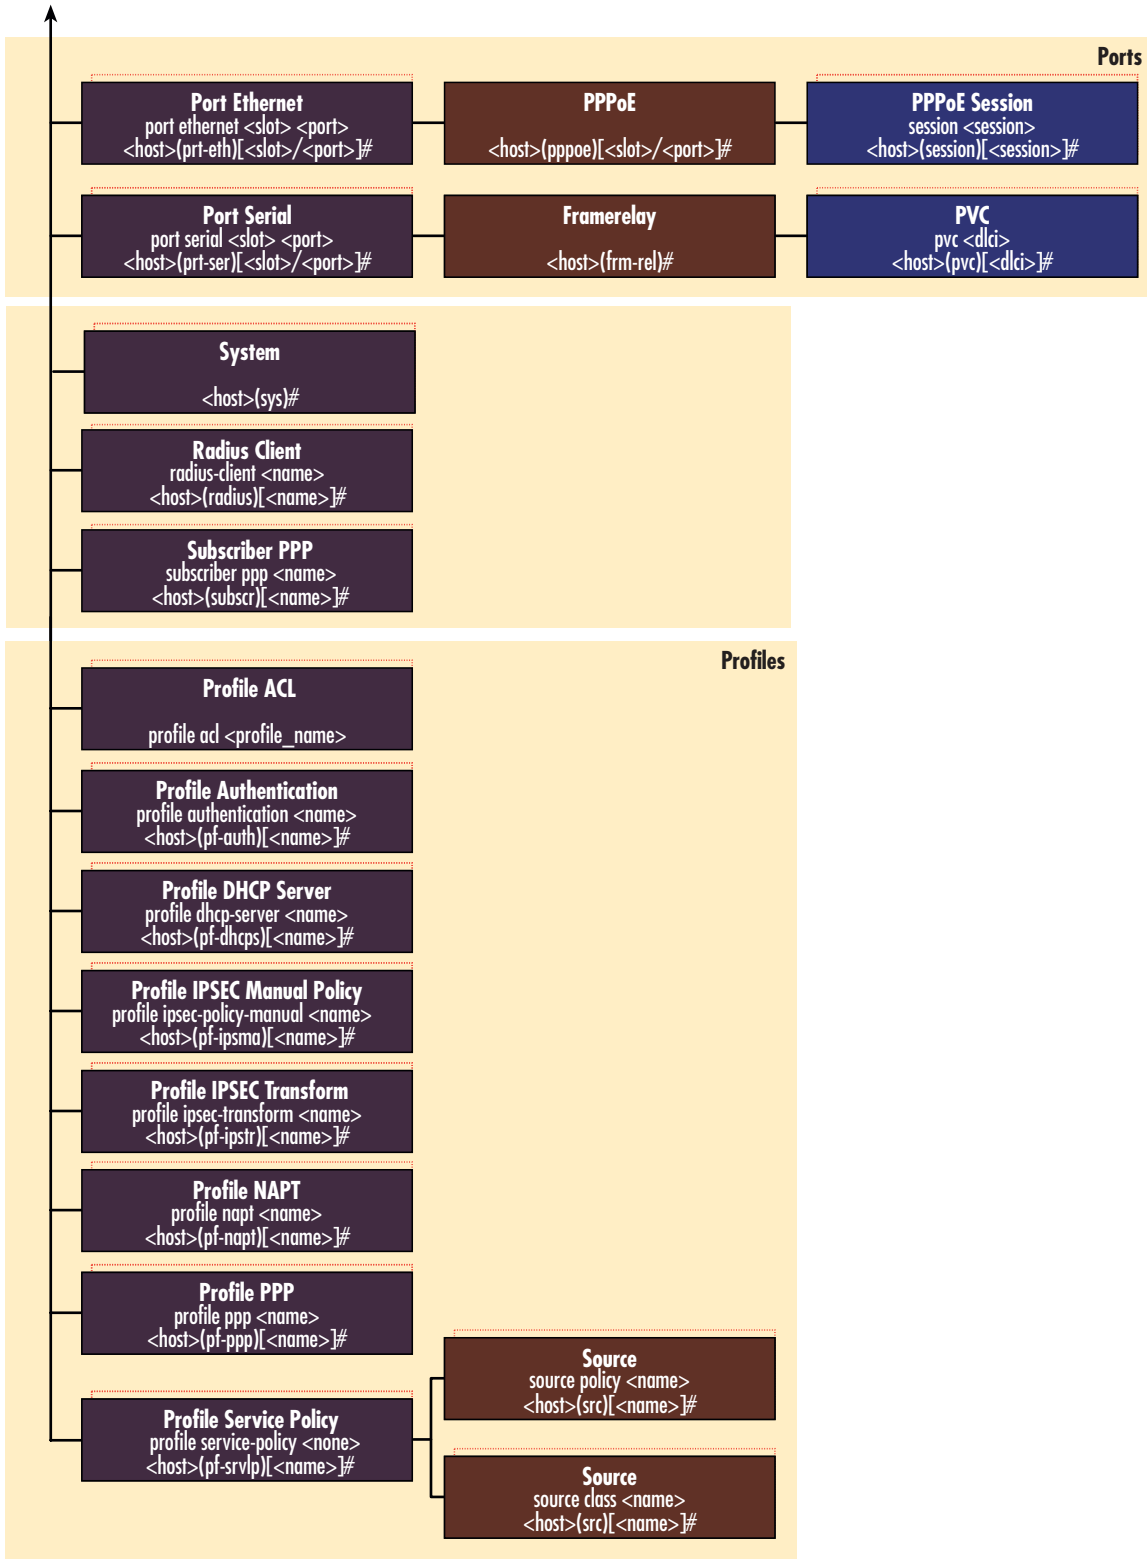 Ports
Port Ethernet
port ethernet <slot> <port>
<host>(prt-eth)[<slot>/<port>]#
PPPoE
<host>(pppoe)[<slot>/<port>]#
PPPoE Session
session <session>
<host>(session)[<session>]#
Port Serial
port serial <slot> <port>
<host>(prt-ser)[<slot>/<port>]#
Framerelay
<host>(frm-rel)#
PVC
pvc <dlci>
<host>(pvc)[<dlci>]#
System
<host>(sys)#
Radius Client
radius-client <name>
<host>(radius)[<name>]#
Subscriber PPP
subscriber ppp <name>
<host>(subscr)[<name>]#
Profiles
Profile ACL
profile acl <profile_name>
Profile Authentication
profile authentication <name>
<host>(pf-auth)[<name>]#
Profile DHCP Server
profile dhcp-server <name>
<host>(pf-dhcps)[<name>]#
Profile IPSEC Manual Policy
profile ipsec-policy-manual <name>
<host>(pf-ipsma)[<name>]#
Profile IPSEC Transform
profile ipsec-transform <name>
<host>(pf-ipstr)[<name>]#
Profile NAPT
profile napt <name>
<host>(pf-napt)[<name>]#
Profile PPP
profile ppp <name>
<host>(pf-ppp)[<name>]#
Profile Service Policy
profile service-policy <none>
<host>(pf-srvlp)[<name>]#
Source
source policy <name>
<host>(src)[<name>]#
Source
source class <name>
<host>(src)[<name>]#